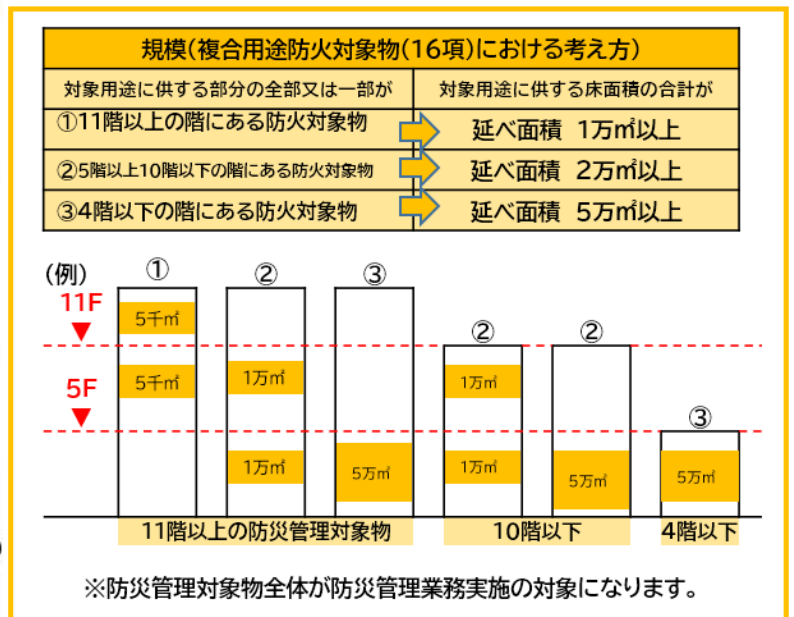 規模(複合用途防火対象物(16項)における考え方)
対象用途に供する部分の全部又は一部が
対象用途に供する床面積の合計が
①11階以上の階にある防火対象物
延べ面積 1万㎡以上
②5階以上10階以下の階にある防火対象物
延べ面積 2万㎡以上
③4階以下の階にある防火対象物
延べ面積 5万㎡以上
(例)
①
②
③
11F
▼
5千㎡
②
②
5F
▼
5千㎡
1万㎡
1万㎡
③
1万㎡
5万㎡
1万㎡
5万㎡
5万㎡
11階以上の防災管理対象物
10階以下
4階以下
)
※防災管理対象物全体が防災管理業務実施の対象になります。